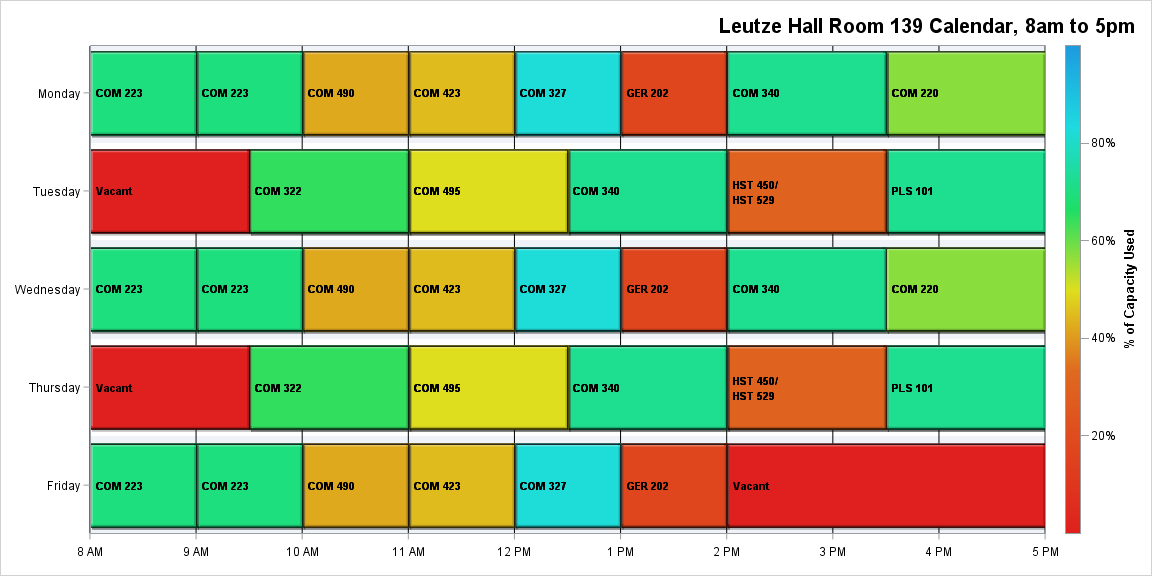 Leutze Hall Room 139 Calendar, 8am to 5pm
Monday
COM 223
COM 223
COM 490
COM 423
COM 327
GER 202
COM 340
COM 220
Tuesday
Vacant
COM 322
COM 495
COM 340
HST 450/
HST 529
PLS 101
Wednesday
COM 223
COM 223
COM 490
COM 423
COM 327
GER 202
COM 340
COM 220
Thursday
Vacant
COM 322
COM 495
COM 340
HST 450/
HST 529
PLS 101
Friday
COM 223
COM 223
COM 490
COM 423
COM 327
GER 202
Vacant
8 AM
9 AM
10 AM
11 AM
12 PM
1 PM
2 PM
3 PM
4 PM
5 PM
80%
60%
40%
20%
% of Capacity Used